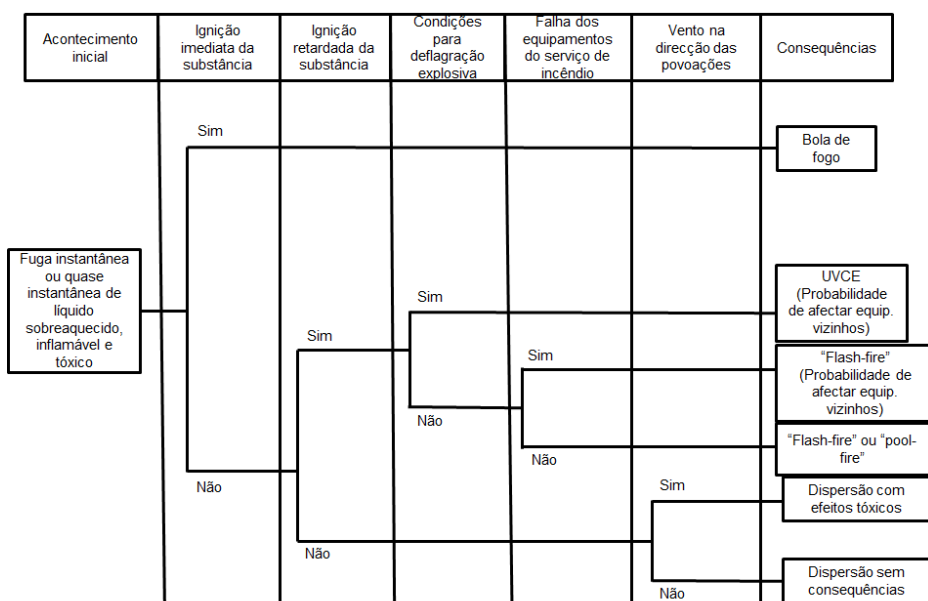 Acontecimento
inicial
Ignição
imediata da
substância
Ignição
retardada da
substância
Condições
para
deflagração
explosiva
Falha dos
equipamentos
do serviço de
incêndio
Vento na
direcção das
povoações
Consequências
Sim
Bola de
fogo
Fuga instantânea
ou quase
instantânea de
líquido
sobreaquecido,
inflamável e
tóxico
UVCE
(Probabilidade
de afectar equip.
vizinhos)
Sim
Sim
Sim
"Flash-fire"
(Probabilidade de
afectar equip.
vizinhos)
Não
Não
"Flash-fire" ou "pool-
fire"
Não
Sim
Dispersão com
efeitos tóxicos
Não
Dispersão sem
consequências
Não